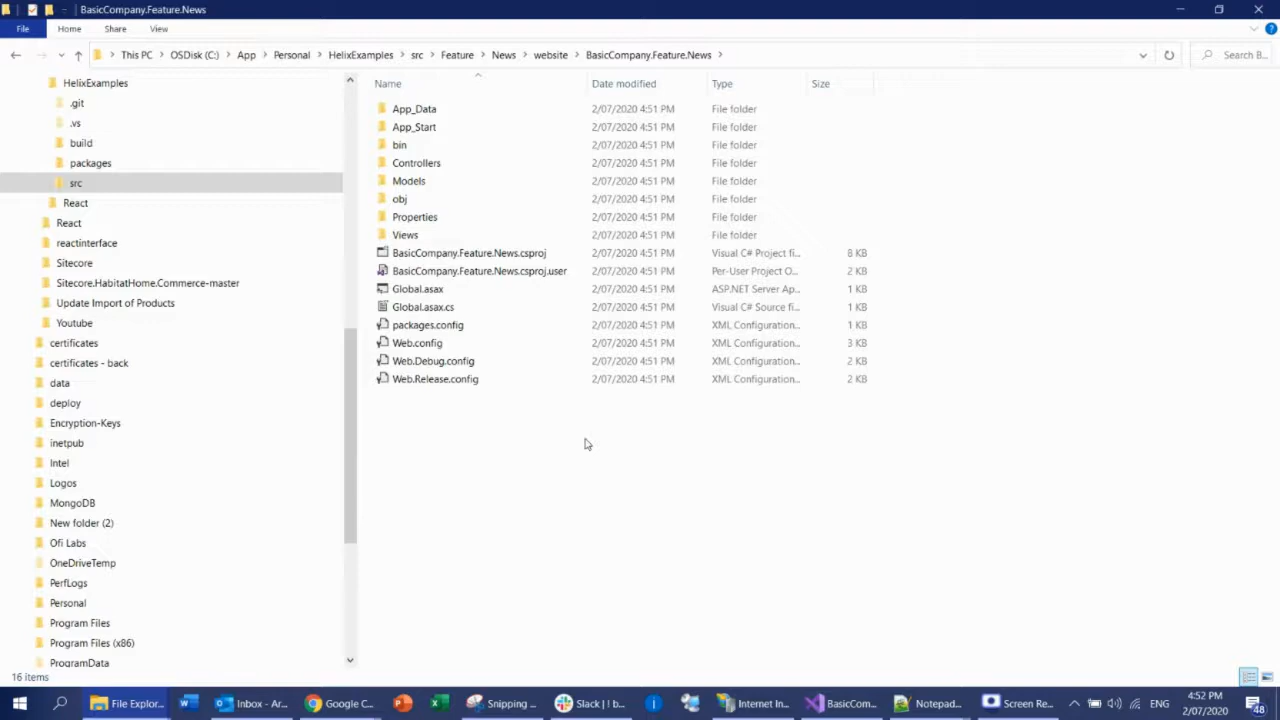 BasicCompany.Feature.News
File Home Share View
This PC OSDisk (C:) App Personal HelixExamples src Feature News website BasicCompany.Feature.News Search B...
HelixExamples
.git
.vs
build
packages
src
React
React
reactinterface
Sitecore
Sitecore.HabitatHome.Commerce-master
Update Import of Products
Youtube
certificates
certificates - back
data
deploy
Encryption-Keys
inetpub
Intel
Logos
MongoDB
New folder (2)
Ofi Labs
OneDriveTemp
PerfLogs
Personal
Program Files
Program Files (x86)
ProgramData
Name Date modified Type Size
App_Data 2/07/2020 4:51 PM File folder
App_Start 2/07/2020 4:51 PM File folder
bin 2/07/2020 4:51 PM File folder
Controllers 2/07/2020 4:51 PM File folder
Models 2/07/2020 4:51 PM File folder
obj 2/07/2020 4:51 PM File folder
Properties 2/07/2020 4:51 PM File folder
Views 2/07/2020 4:51 PM File folder
BasicCompany.Feature.News.csproj 2/07/2020 4:51 PM Visual C# Project fi... 8 KB
BasicCompany.Feature.News.csproj.user 2/07/2020 4:51 PM Per-User Project O... 2 KB
Global.asax 2/07/2020 4:51 PM ASP.NET Server Ap... 1 KB
Global.asax.cs 2/07/2020 4:51 PM Visual C# Source fi... 1 KB
packages.config 2/07/2020 4:51 PM XML Configuration... 1 KB
Web.config 2/07/2020 4:51 PM XML Configuration... 3 KB
Web.Debug.config 2/07/2020 4:51 PM XML Configuration... 2 KB
Web.Release.config 2/07/2020 4:51 PM XML Configuration... 2 KB
16 items
File Explor... Inbox - Ar... Google C... Snipping ... Slack | ! b... Internet In... BasicCom... Notepad... Screen Re... ENG 4:52 PM
2/07/2020 48